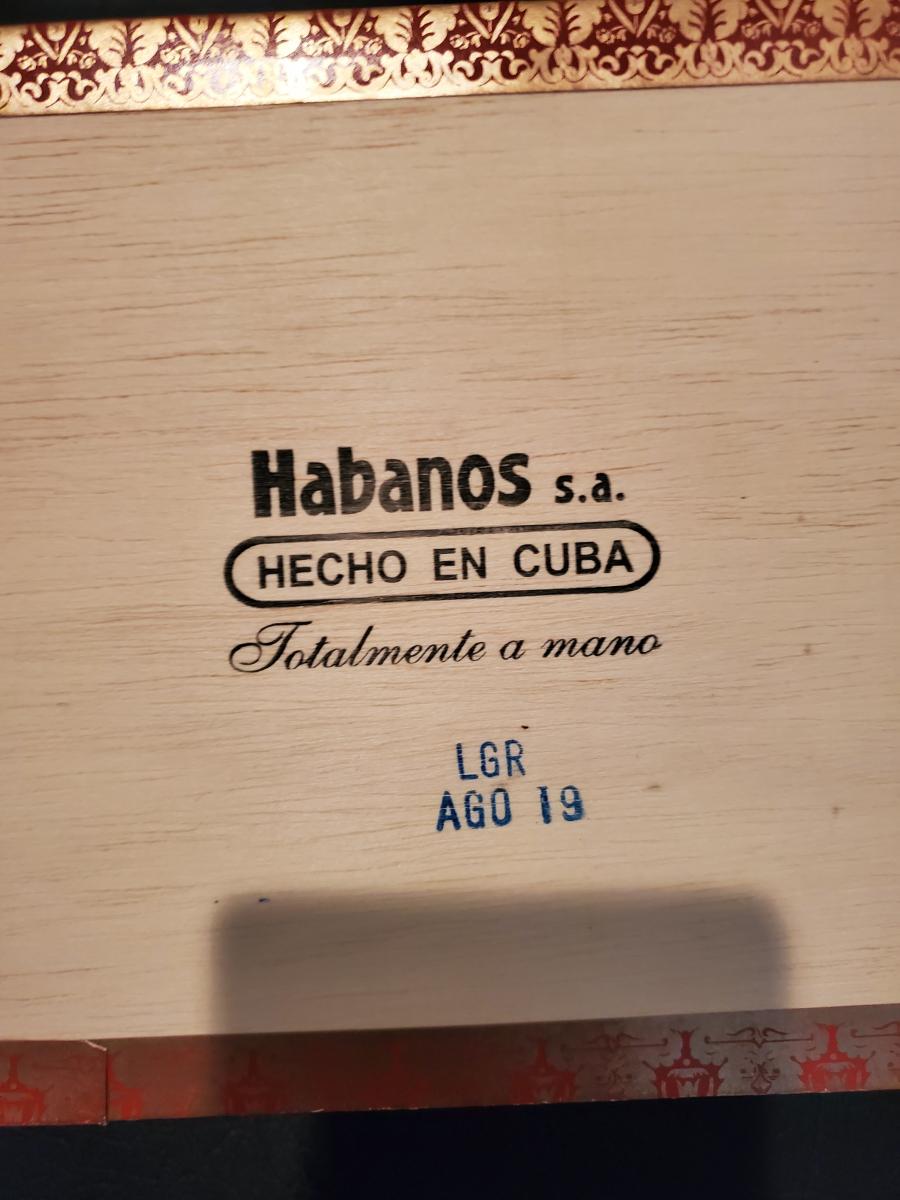 Habanos s.a.
HECHO EN CUBA
Totalmente a mano
LGR
AGO 19